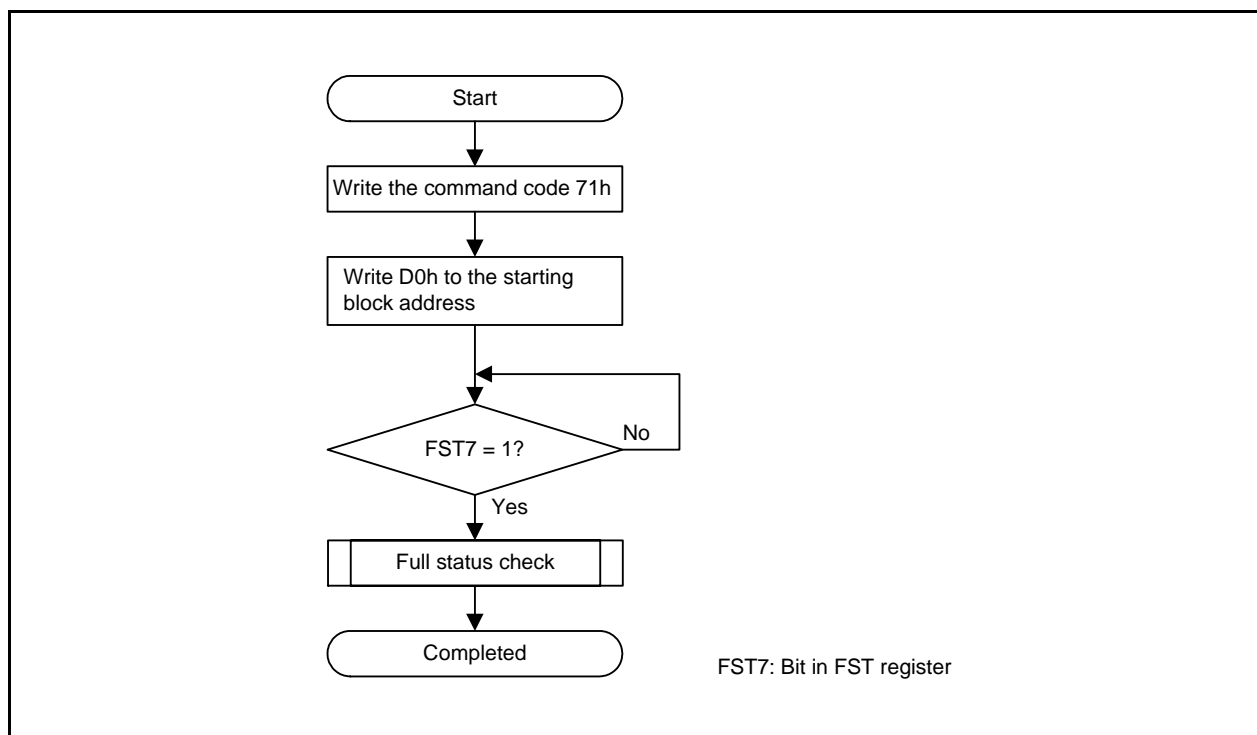 Start
Write the command code 71h
Write D0h to the starting
block address
FST7 = 1?
No
Yes
Full status check
Completed
FST7: Bit in FST register